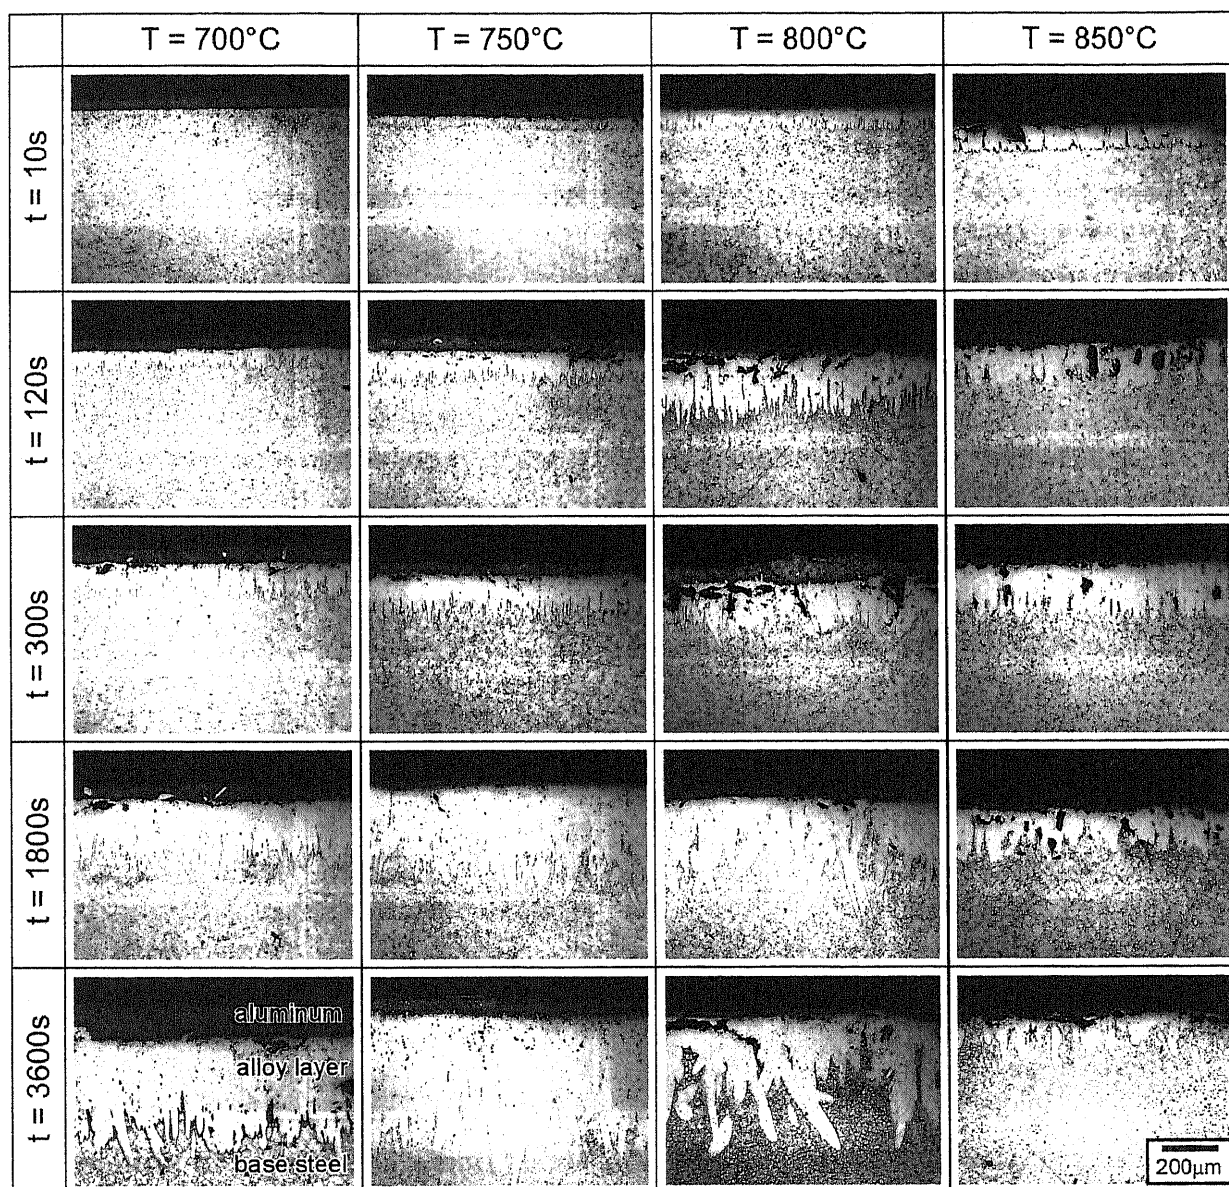 T = 700°C
T = 750°C
T = 800°C
T = 850°C
t = 10s
t = 120s
t = 300s
t = 1800s
t = 3600s
aluminum
alloy layer
base steel
200μm